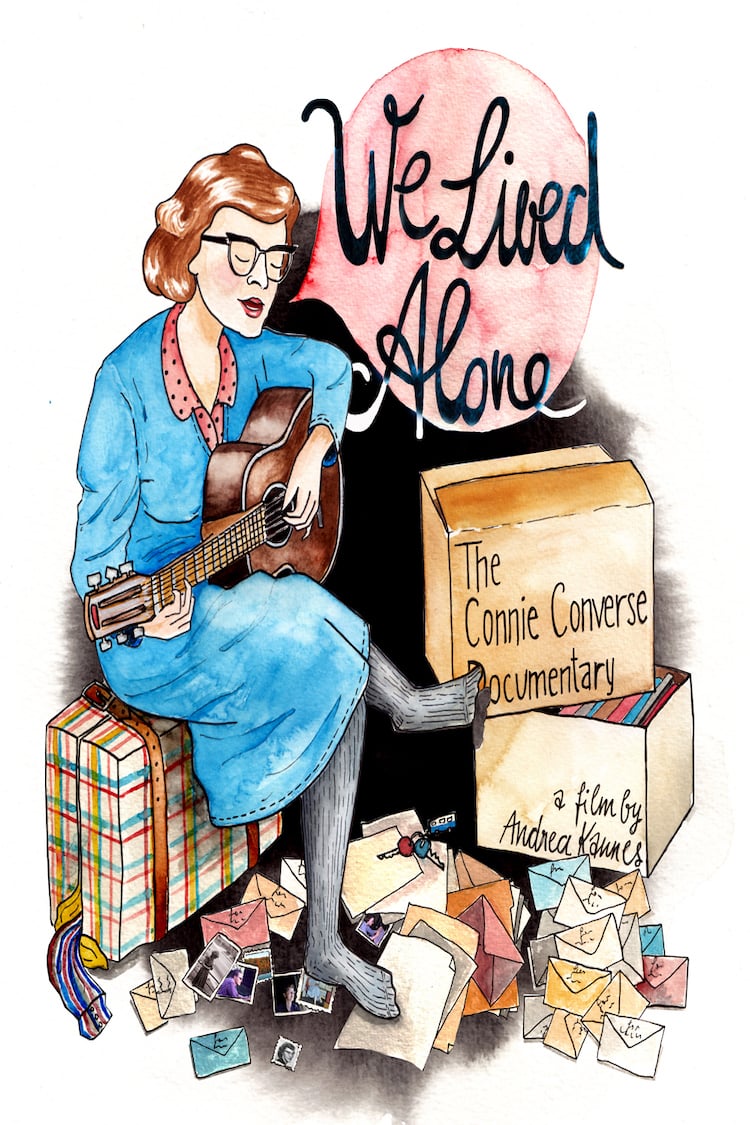 We Lived
Alone
The
Connie Converse
Documentary
a film by
Andrea Kannes